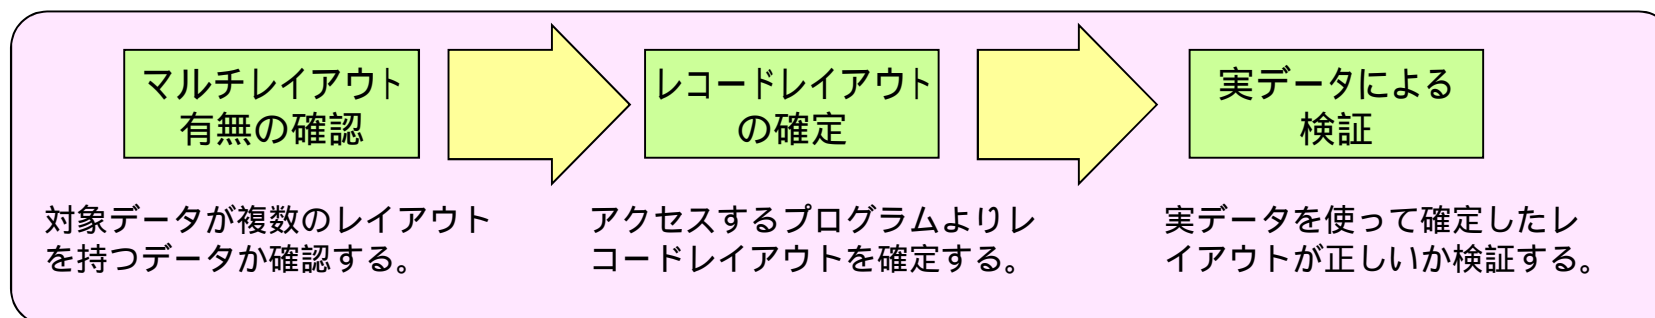 マルチレイアウト
有無の確認
レコードレイアウト
の確定
実データによる
検証
対象データが複数のレイアウト
を持つデータか確認する。
アクセスするプログラムよりレ
コードレイアウトを確定する。
実データを使って確定したレ
イアウトが正しいか検証する。